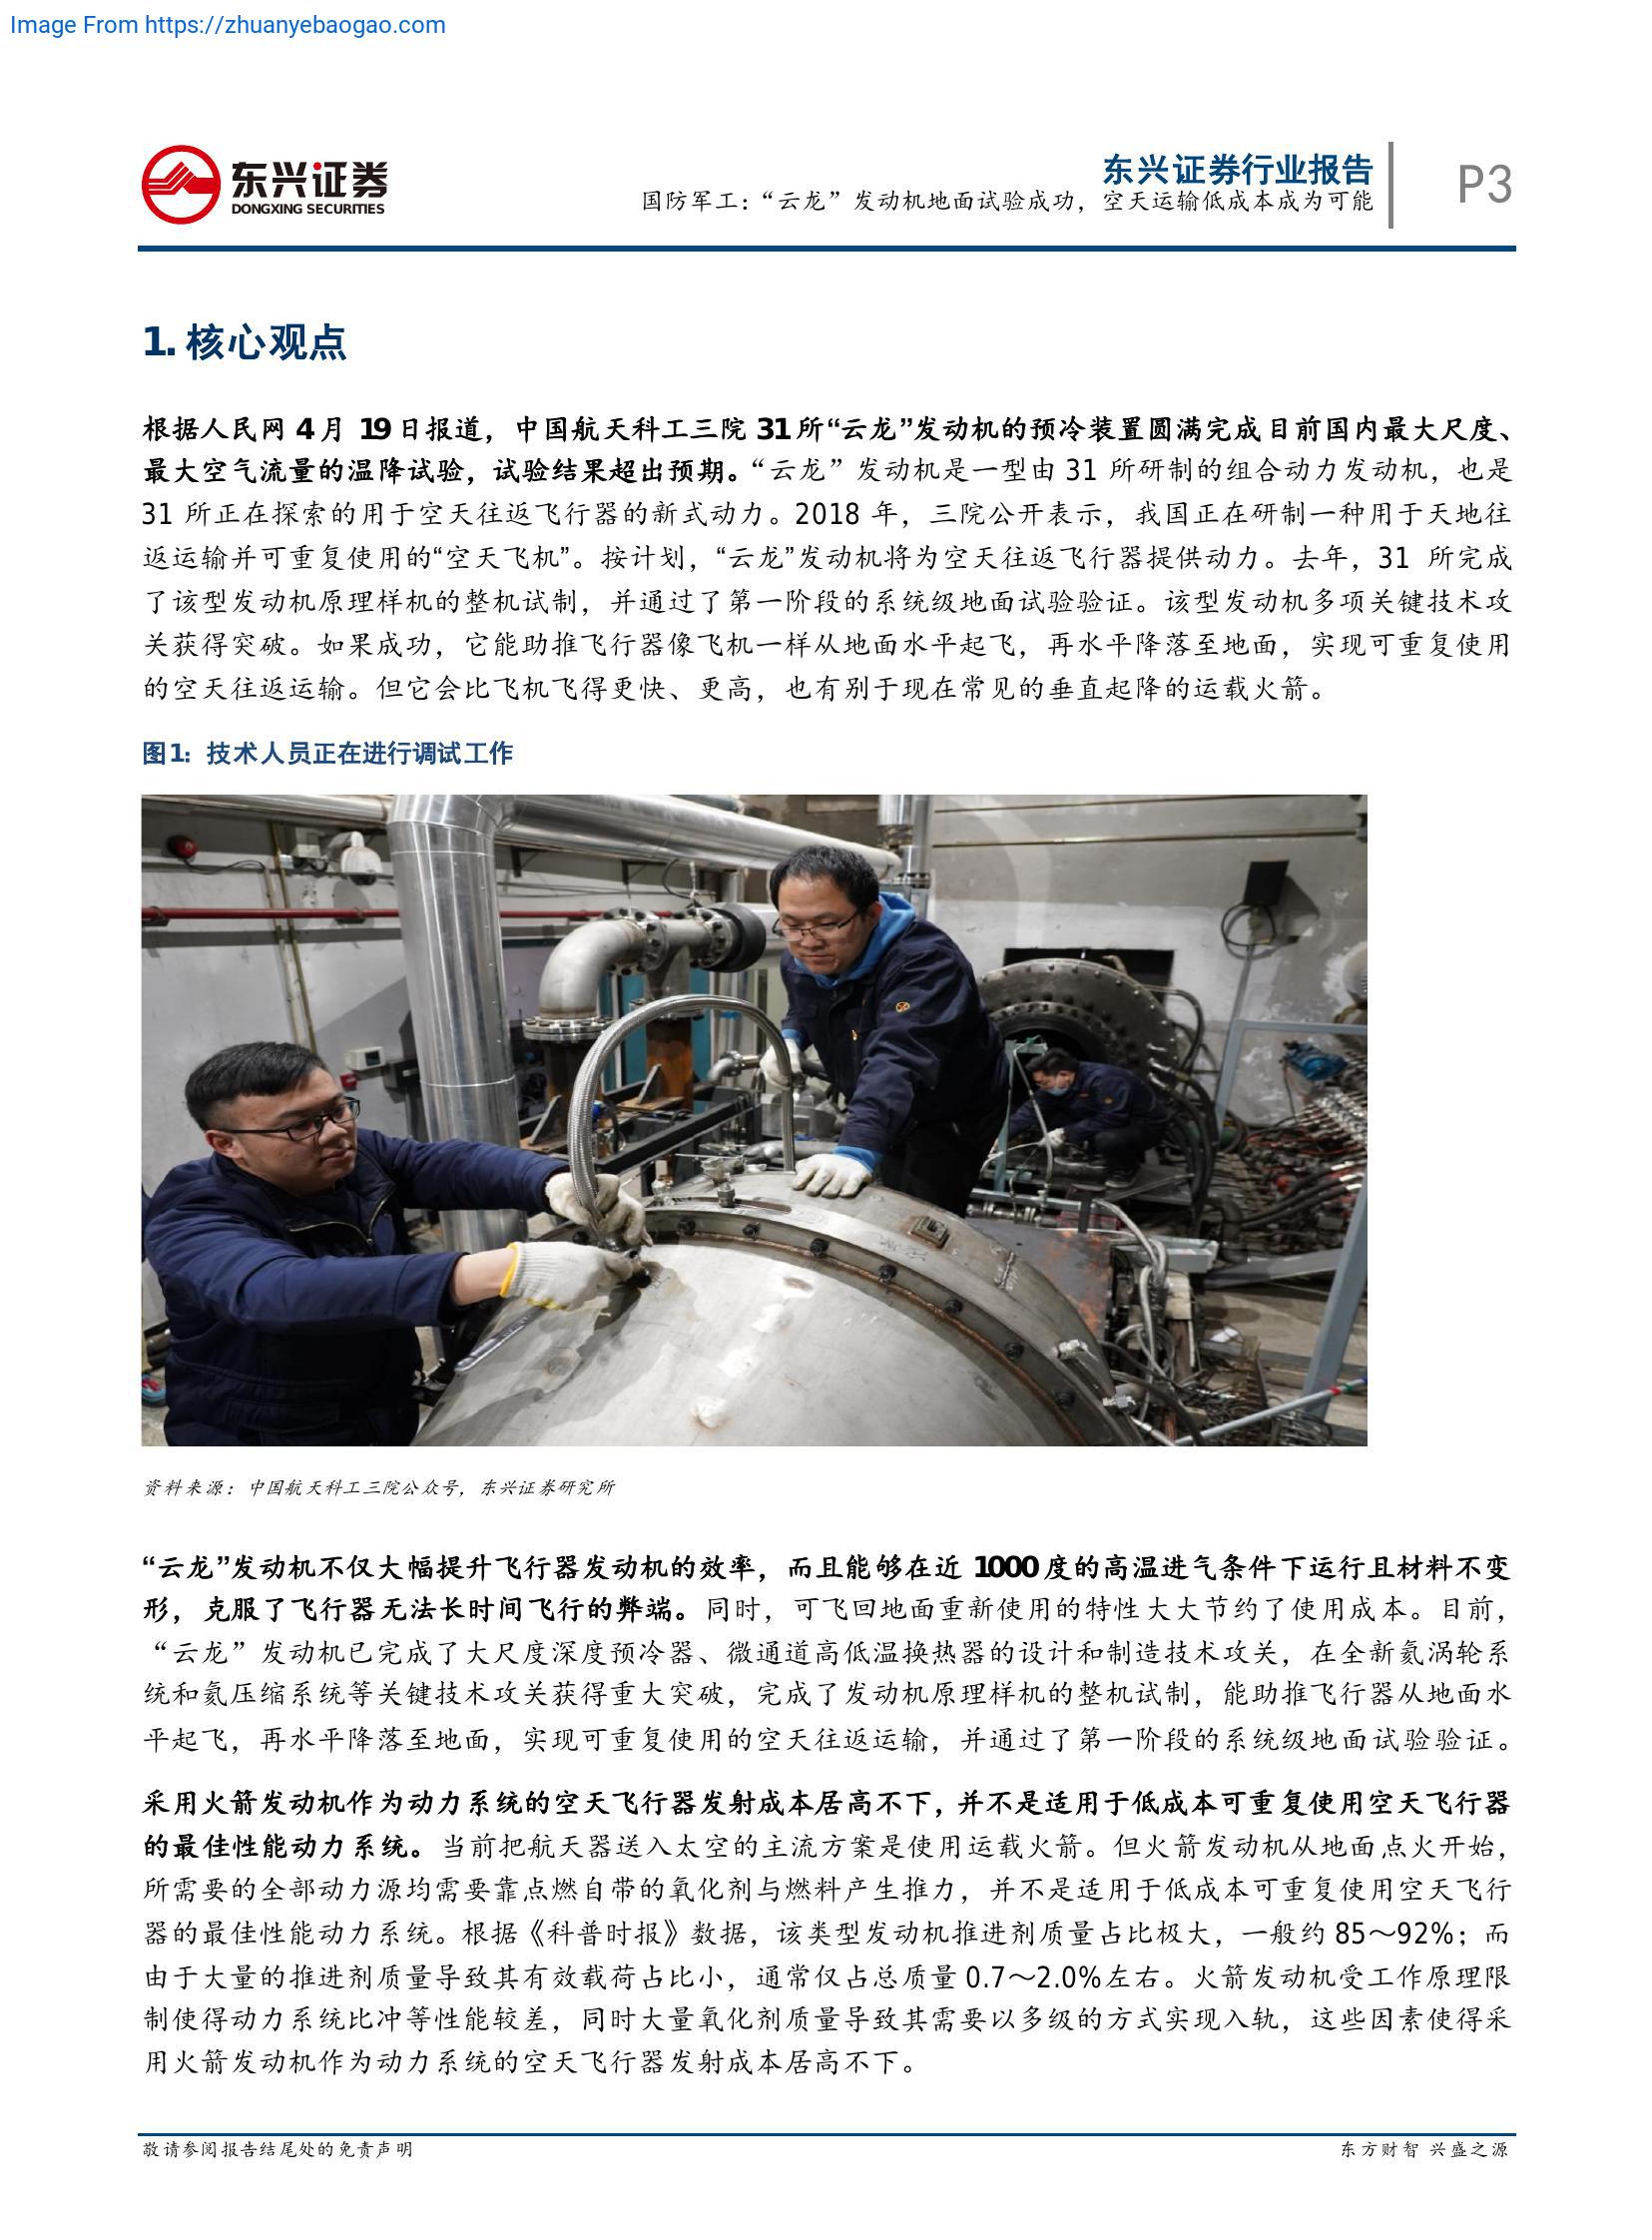 Image From https://zhuanyebaogao.com
东兴证券
DONGXING SECURITIES
东兴证券行业报告
国防军工：“云龙”发动机地面试验成功，空天运输低成本成为可能
P3
1. 核心观点
根据人民网 4 月 19 日报道，中国航天科工三院 31 所“云龙”发动机的预冷装置圆满完成目前国内最大尺度、
最大空气流量的温降试验，试验结果超出预期。“云龙”发动机是一型由 31 所研制的组合动力发动机，也是
31 所正在探索的用于空天往返飞行器的新式动力。2018 年，三院公开表示，我国正在研制一种用于天地往
返运输并可重复使用的“空天飞机”。按计划，“云龙”发动机将为空天往返飞行器提供动力。去年，31 所完成
了该型发动机原理样机的整机试制，并通过了第一阶段的系统级地面试验验证。该型发动机多项关键技术攻
关获得突破。如果成功，它能助推飞行器像飞机一样从地面水平起飞，再水平降落至地面，实现可重复使用
的空天往返运输。但它会比飞机飞得更快、更高，也有别于现在常见的垂直起降的运载火箭。
图1：技术人员正在进行调试工作
资料来源：中国航天科工三院公众号，东兴证券研究所
“云龙”发动机不仅大幅提升飞行器发动机的效率，而且能够在近 1000 度的高温进气条件下运行且材料不变
形，克服了飞行器无法长时间飞行的弊端。同时，可飞回地面重新使用的特性大大节约了使用成本。目前，
“云龙”发动机已完成了大尺度深度预冷器、微通道高低温换热器的设计和制造技术攻关，在全新氦涡轮系
统和氦压缩系统等关键技术攻关获得重大突破，完成了发动机原理样机的整机试制，能助推飞行器从地面水
平起飞，再水平降落至地面，实现可重复使用的空天往返运输，并通过了第一阶段的系统级地面试验验证。
采用火箭发动机作为动力系统的空天飞行器发射成本居高不下，并不是适用于低成本可重复使用空天飞行器
的最佳性能动力系统。当前把航天器送入太空的主流方案是使用运载火箭。但火箭发动机从地面点火开始，
所需要的全部动力源均需要靠点燃自带的氧化剂与燃料产生推力，并不是适用于低成本可重复使用空天飞行
器的最佳性能动力系统。根据《科普时报》数据，该类型发动机推进剂质量占比极大，一般约 85～92%；而
由于大量的推进剂质量导致其有效载荷占比小，通常仅占总质量 0.7～2.0%左右。火箭发动机受工作原理限
制使得动力系统比冲等性能较差，同时大量氧化剂质量导致其需要以多级的方式实现入轨，这些因素使得采
用火箭发动机作为动力系统的空天飞行器发射成本居高不下。
敬请参阅报告结尾处的免责声明
东方财智 兴盛之源